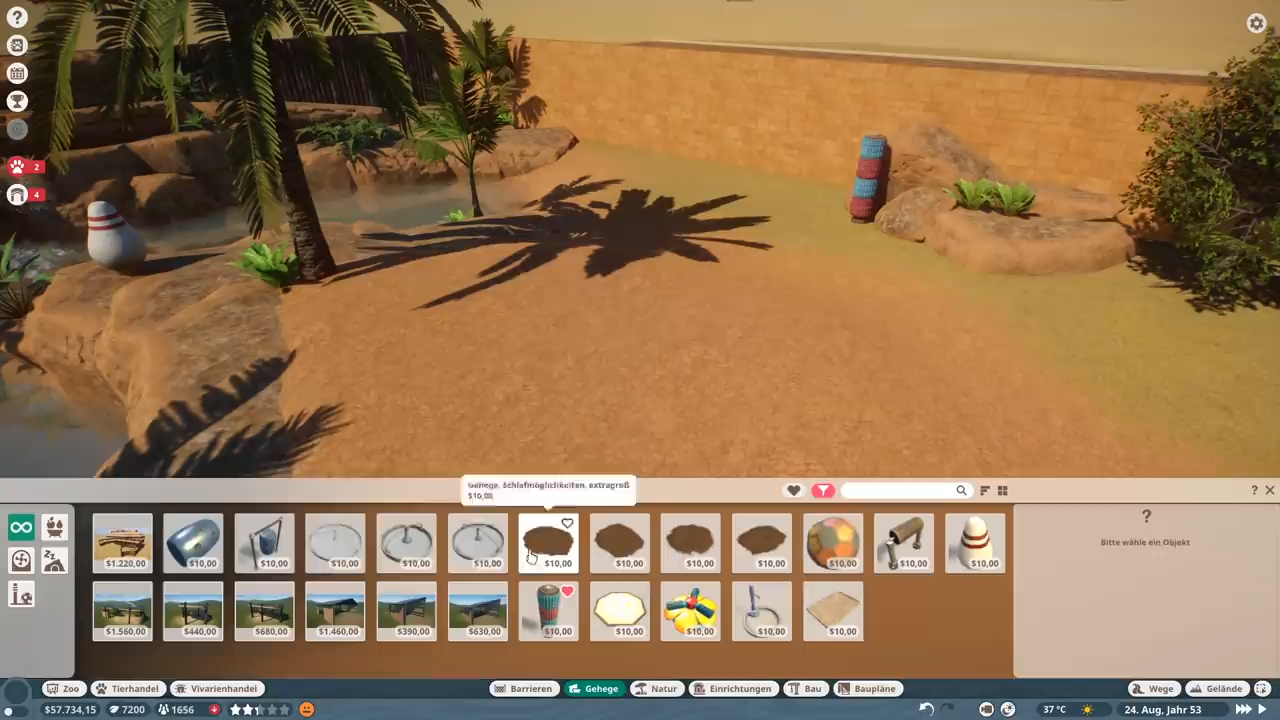 ?
2
4
Gehege, Schlafmöglichkeiten, extragroß
$10,00
?
?
Bitte wähle ein Objekt
$1.220,00
$10,00
$10,00
$10,00
$10,00
$10,00
$10,00
$10,00
$10,00
$10,00
$10,00
$10,00
$10,00
$1.560,00
$440,00
$680,00
$1.460,00
$390,00
$630,00
$10,00
$10,00
$10,00
$10,00
$10,00
Zoo
Tierhandel
Vivarienhandel
Barrieren
Gehege
Natur
Einrichtungen
Bau
Baupläne
Wege
Gelände
$57.734,15
7200
1656
37 °C
24. Aug, Jahr 53